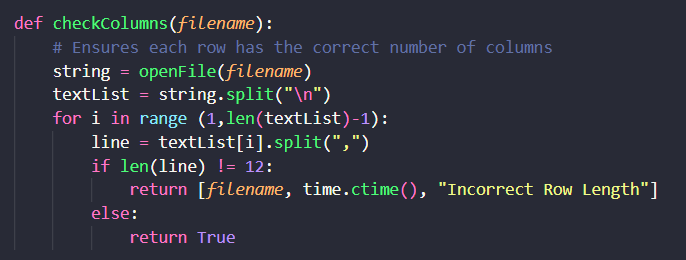 def checkColumns(filename):
    # Ensures each row has the correct number of columns
    string = openFile(filename)
    textList = string.split("\n")
    for i in range (1,len(textList)-1):
        line = textList[i].split(",")
        if len(line) != 12:
            return [filename, time.ctime(), "Incorrect Row Length"]
        else:
            return True